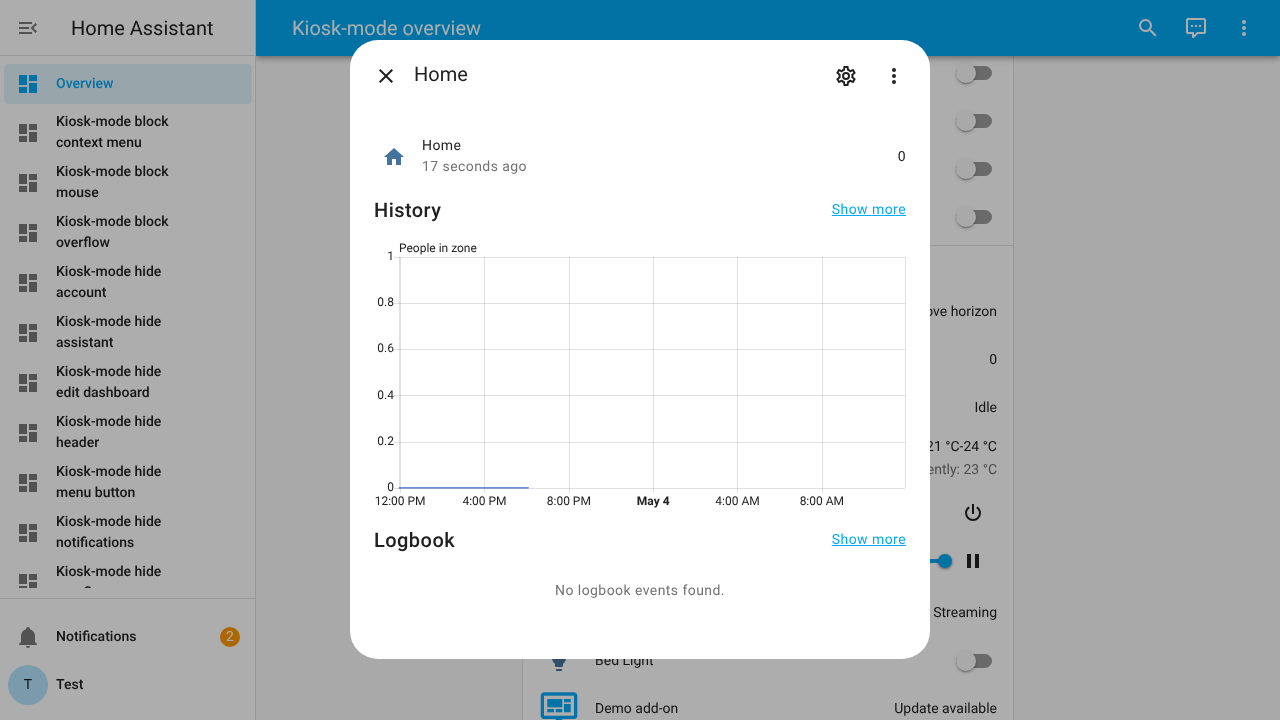 Home Assistant
Kiosk-mode overview
Overview
Kiosk-mode block
context menu
Kiosk-mode block
mouse
Kiosk-mode block
overflow
Kiosk-mode hide
account
Kiosk-mode hide
assistant
Kiosk-mode hide
edit dashboard
Kiosk-mode hide
header
Kiosk-mode hide
menu button
Kiosk-mode hide
notifications
Kiosk-mode hide
Notifications
2
T
Test
Home
Home
17 seconds ago
0
History
Show more
People in zone
1
0.8
0.6
0.4
0.2
0
12:00 PM
4:00 PM
8:00 PM
May 4
4:00 AM
8:00 AM
Logbook
Show more
No logbook events found.
horizon
0
Idle
21 °C-24 °C
23 °C
Streaming
Bed Light
Demo add-on
Update available